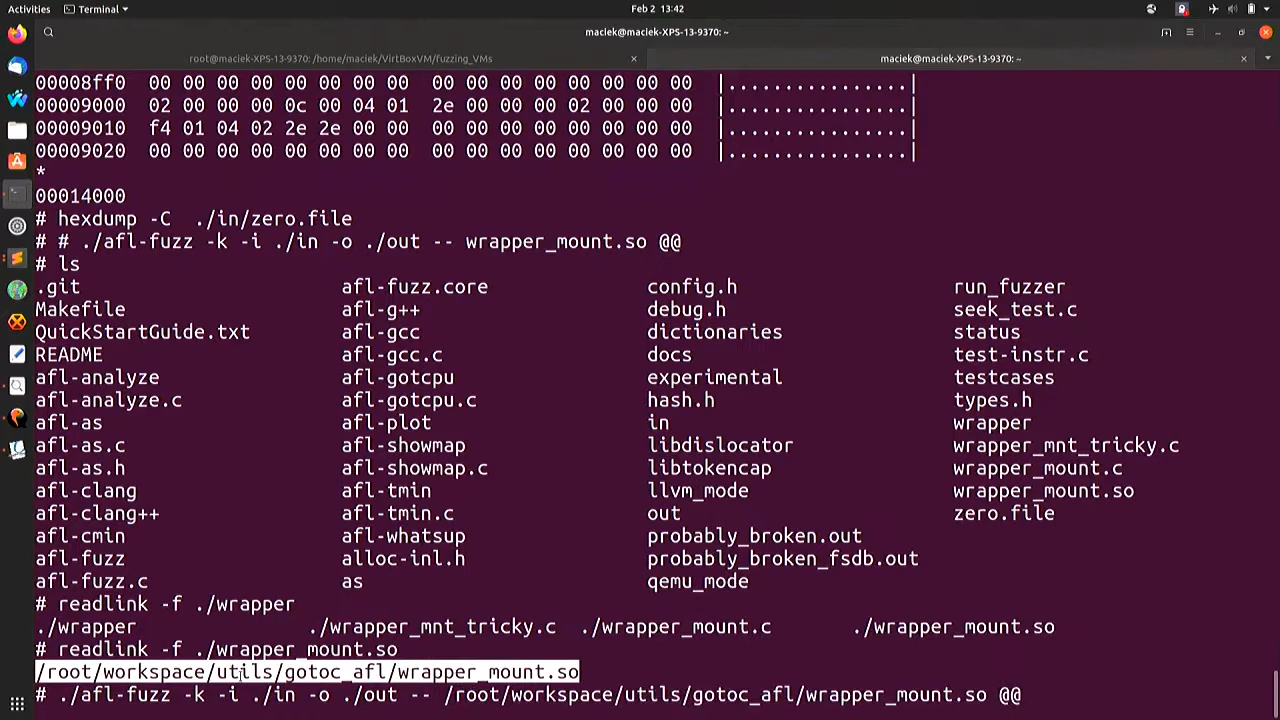 Activities Terminal Feb 2 13:42
maciek@maciek-XPS-13-9370: ~
root@maciek-XPS-13-9370: /home/maciek/VirtBoxVM/fuzzing_VMs maciek@maciek-XPS-13-9370: ~
00008ff0 00 00 00 00 00 00 00 00 00 00 00 00 00 00 00 00 |................|
00009000 02 00 00 00 0c 00 04 01 2e 00 00 00 02 00 00 00 |................|
00009010 f4 01 04 02 2e 2e 00 00 00 00 00 00 00 00 00 00 |................|
00009020 00 00 00 00 00 00 00 00 00 00 00 00 00 00 00 00 |................|
*
00014000
# hexdump -C ./in/zero.file
# # ./afl-fuzz -k -i ./in -o ./out -- wrapper_mount.so @@
# ls
.git afl-fuzz.core config.h run_fuzzer
Makefile afl-g++ debug.h seek_test.c
QuickStartGuide.txt afl-gcc dictionaries status
README afl-gcc.c docs test-instr.c
afl-analyze afl-gotcpu experimental testcases
afl-analyze.c afl-gotcpu.c hash.h types.h
afl-as afl-plot in wrapper
afl-as.c afl-showmap libdislocator wrapper_mnt_tricky.c
afl-as.h afl-showmap.c libtokencap wrapper_mount.c
afl-clang afl-tmin llvm_mode wrapper_mount.so
afl-clang++ afl-tmin.c out zero.file
afl-cmin afl-whatsup probably_broken.out
afl-fuzz alloc-inl.h probably_broken_fsdb.out
afl-fuzz.c as qemu_mode
# readlink -f ./wrapper
./wrapper ./wrapper_mnt_tricky.c ./wrapper_mount.c ./wrapper_mount.so
# readlink -f ./wrapper_mount.so
/root/workspace/utils/gotoc_afl/wrapper_mount.so
# ./afl-fuzz -k -i ./in -o ./out -- /root/workspace/utils/gotoc_afl/wrapper_mount.so @@